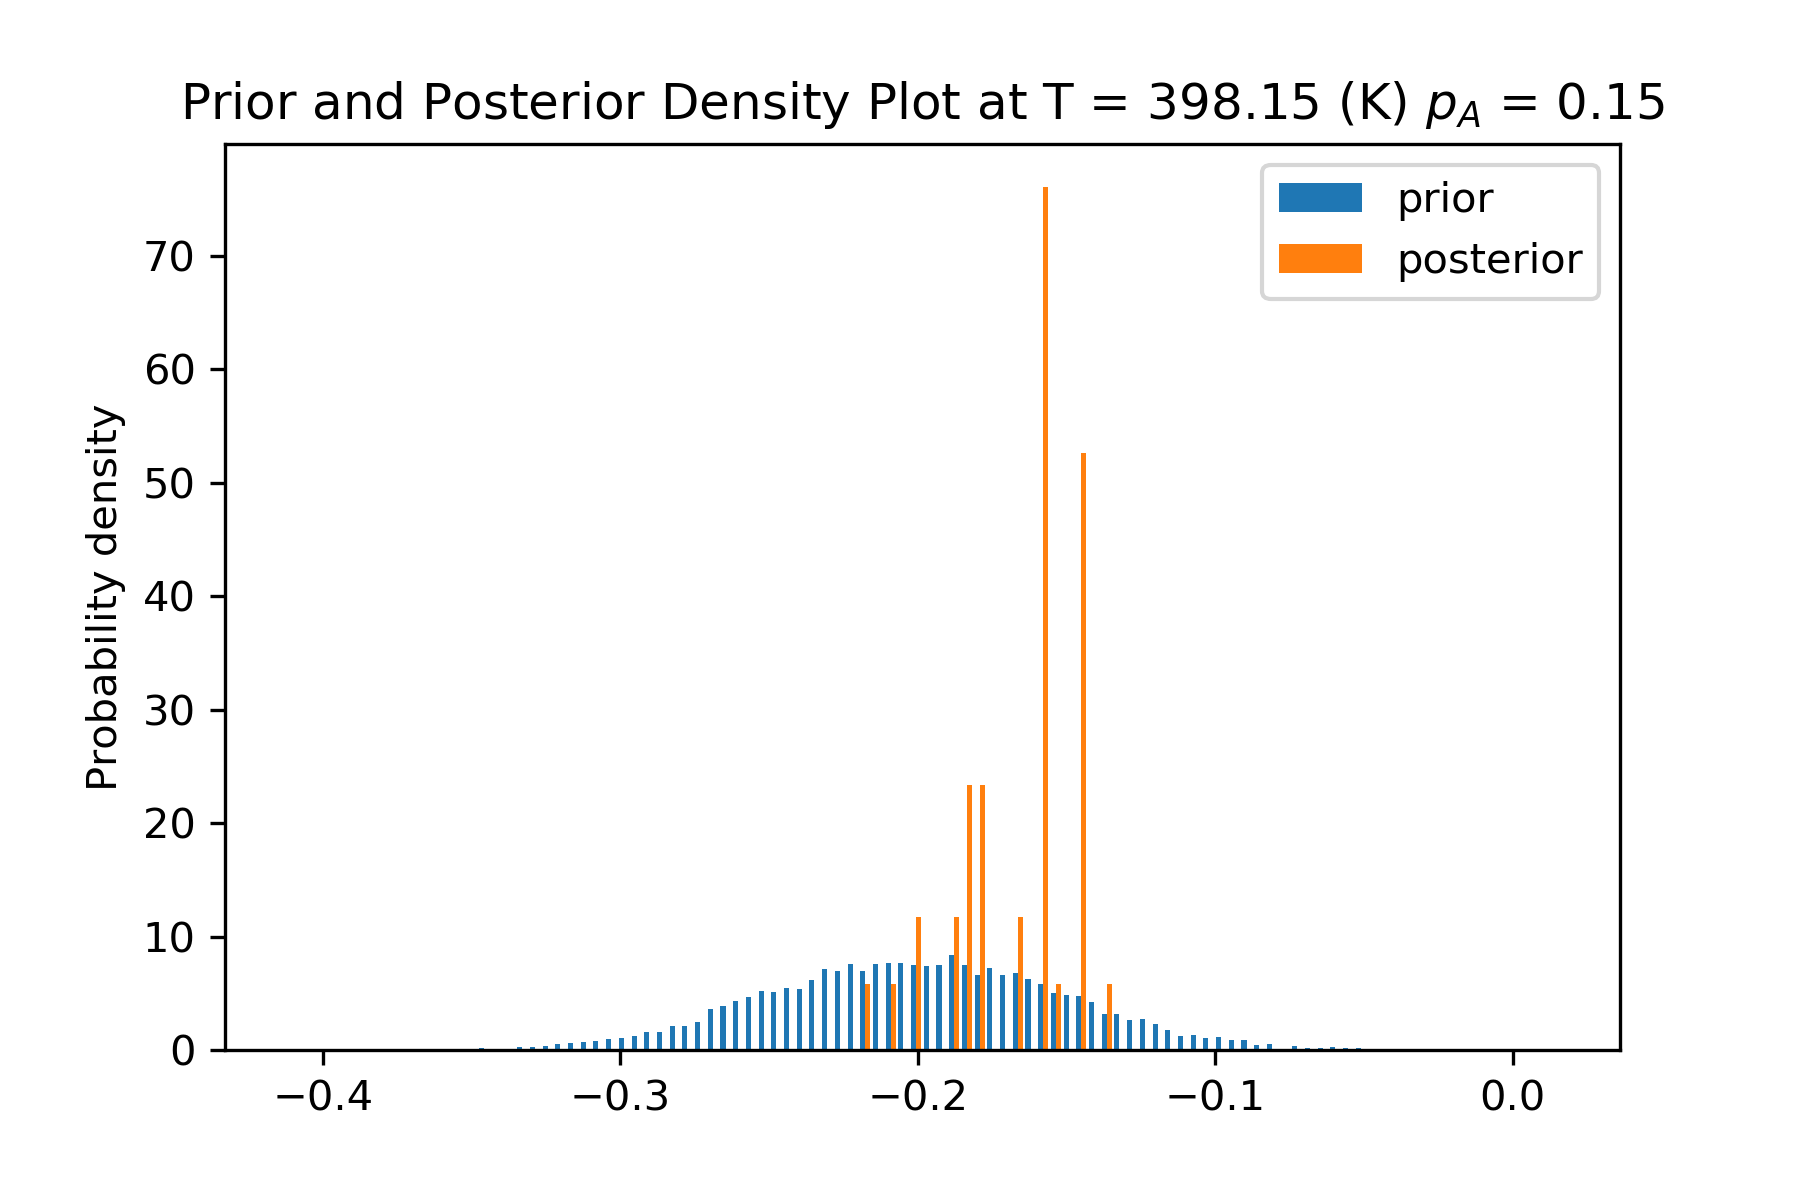 Prior and Posterior Density Plot at T = 398.15 (K) p_A = 0.15
prior
posterior
Probability density
70
60
50
40
30
20
10
0
−0.4 −0.3 −0.2 −0.1 0.0